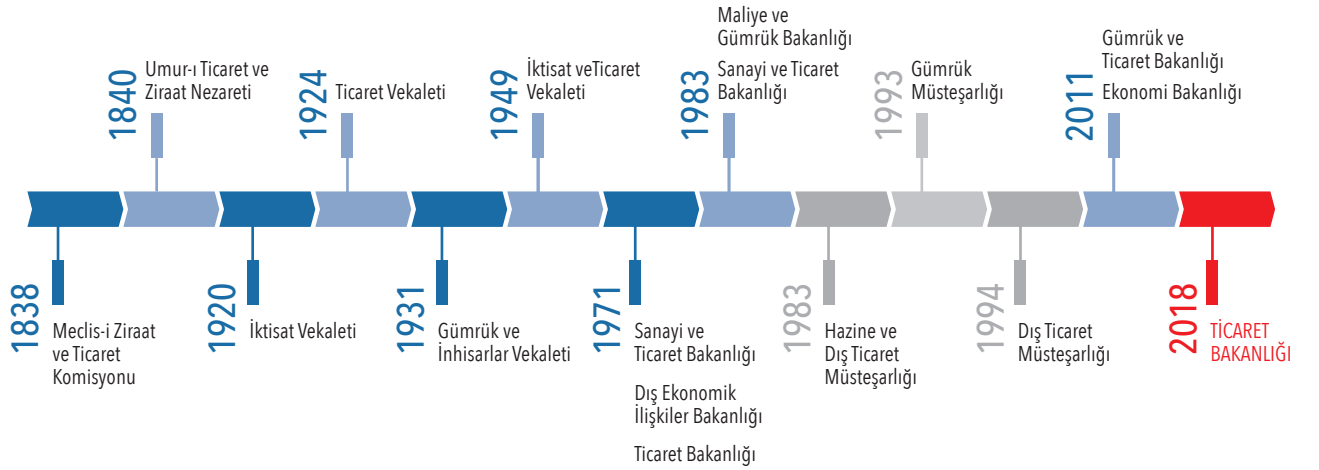 1838
Meclis-i Ziraat
ve Ticaret
Komisyonu
1840
Umur-ı Ticaret ve
Ziraat Nezareti
1920
İktisat Vekaleti
1924
Ticaret Vekaleti
1931
Gümrük ve
İnhisarlar Vekaleti
1949
İktisat veTicaret
Vekaleti
1971
Sanayi ve
Ticaret Bakanlığı
Dış Ekonomik
İlişkiler Bakanlığı
Ticaret Bakanlığı
1983
Maliye ve
Gümrük Bakanlığı
Sanayi ve Ticaret
Bakanlığı
1983
Hazine ve
Dış Ticaret
Müsteşarlığı
1993
Gümrük
Müsteşarlığı
1994
Dış Ticaret
Müsteşarlığı
2011
Gümrük ve
Ticaret Bakanlığı
Ekonomi Bakanlığı
2018
TİCARET
BAKANLIĞI